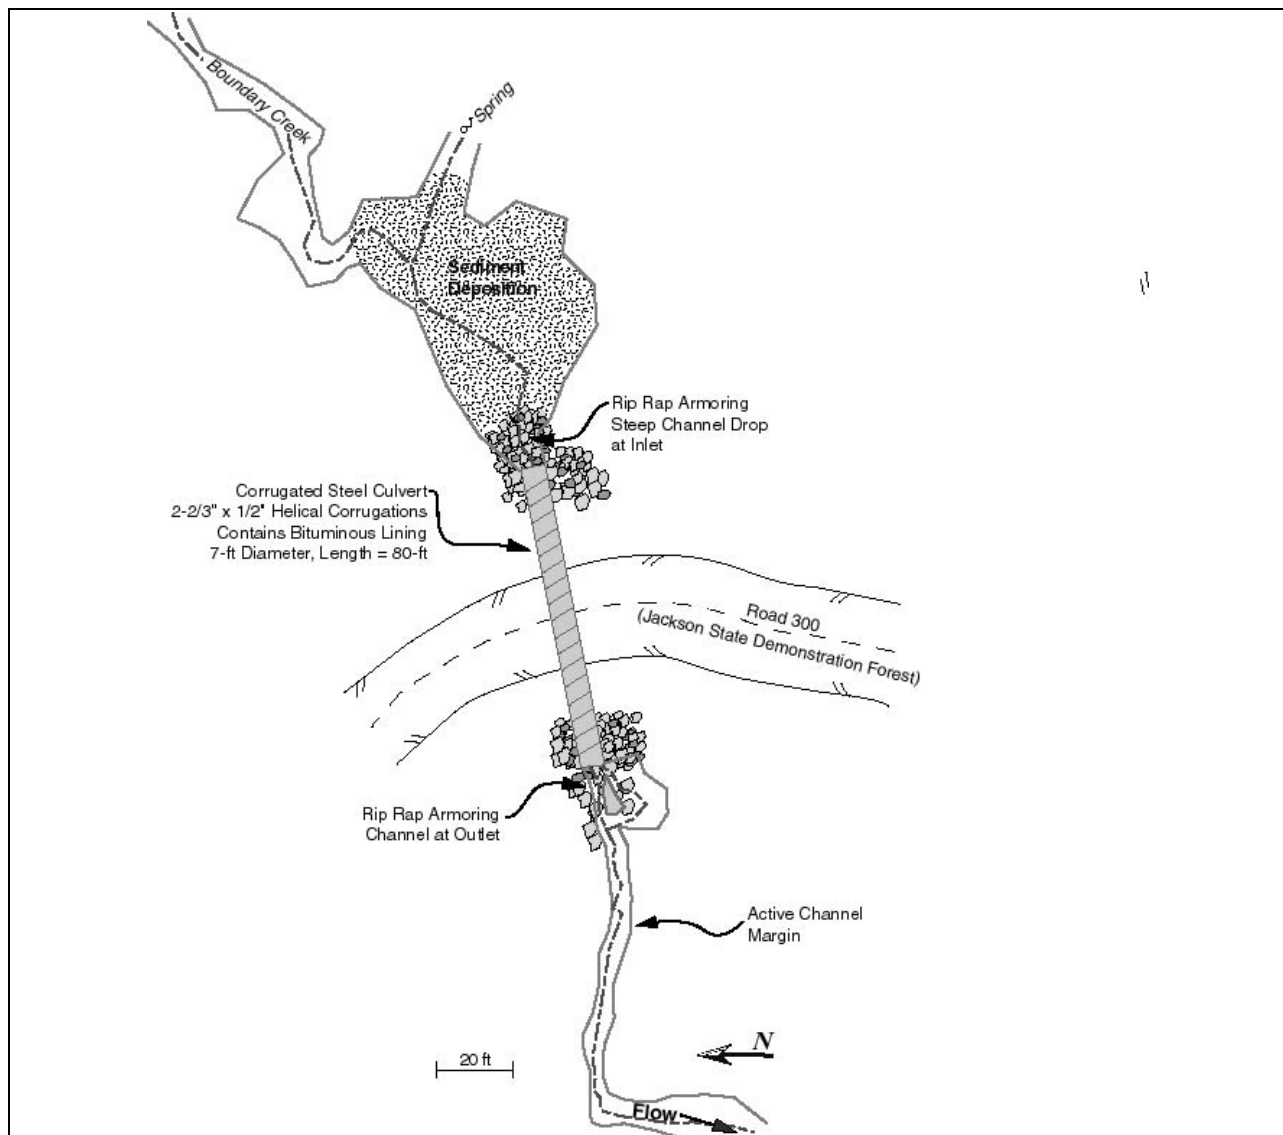 Boundary Creek
Spring
Sediment
Deposition
Rip Rap Armoring
Steep Channel Drop
at Inlet
Corrugated Steel Culvert
2-2/3" x 1/2" Helical Corrugations
Contains Bituminous Lining
7-ft Diameter, Length = 80-ft
Road 300
(Jackson State Demonstration Forest)
Rip Rap Armoring
Channel at Outlet
Active Channel
Margin
N
20 ft
Flow